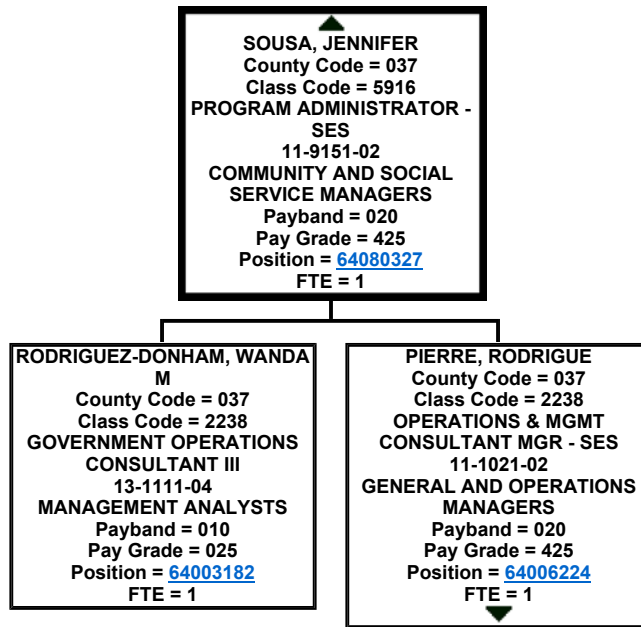 SOUSA, JENNIFER
County Code = 037
Class Code = 5916
PROGRAM ADMINISTRATOR -
SES
11-9151-02
COMMUNITY AND SOCIAL
SERVICE MANAGERS
Payband = 020
Pay Grade = 425
Position = 64080327
FTE = 1
RODRIGUEZ-DONHAM, WANDA
M
County Code = 037
Class Code = 2238
GOVERNMENT OPERATIONS
CONSULTANT III
13-1111-04
MANAGEMENT ANALYSTS
Payband = 010
Pay Grade = 025
Position = 64003182
FTE = 1
PIERRE, RODRIGUE
County Code = 037
Class Code = 2238
OPERATIONS & MGMT
CONSULTANT MGR - SES
11-1021-02
GENERAL AND OPERATIONS
MANAGERS
Payband = 020
Pay Grade = 425
Position = 64006224
FTE = 1